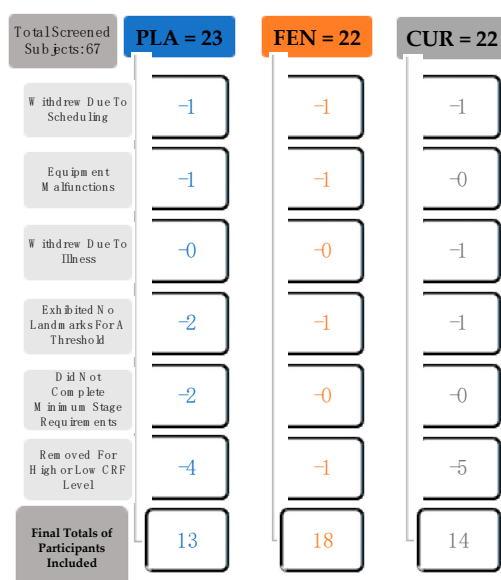 Total Screened
Subjects: 67
PLA = 23
FEN = 22
CUR = 22
Withdrew Due To
Scheduling
-1
-1
-1
Equipment
Malfunctions
-1
-1
-0
Withdrew Due To
Illness
-0
-0
-1
Exhibited No
Landmarks For A
Threshold
-2
-1
-1
Did Not
Complete
Minimum Stage
Requirements
-2
-0
-0
Removed For
High or Low CRF
Level
-4
-1
-5
Final Totals of
Participants
Included
13
18
14